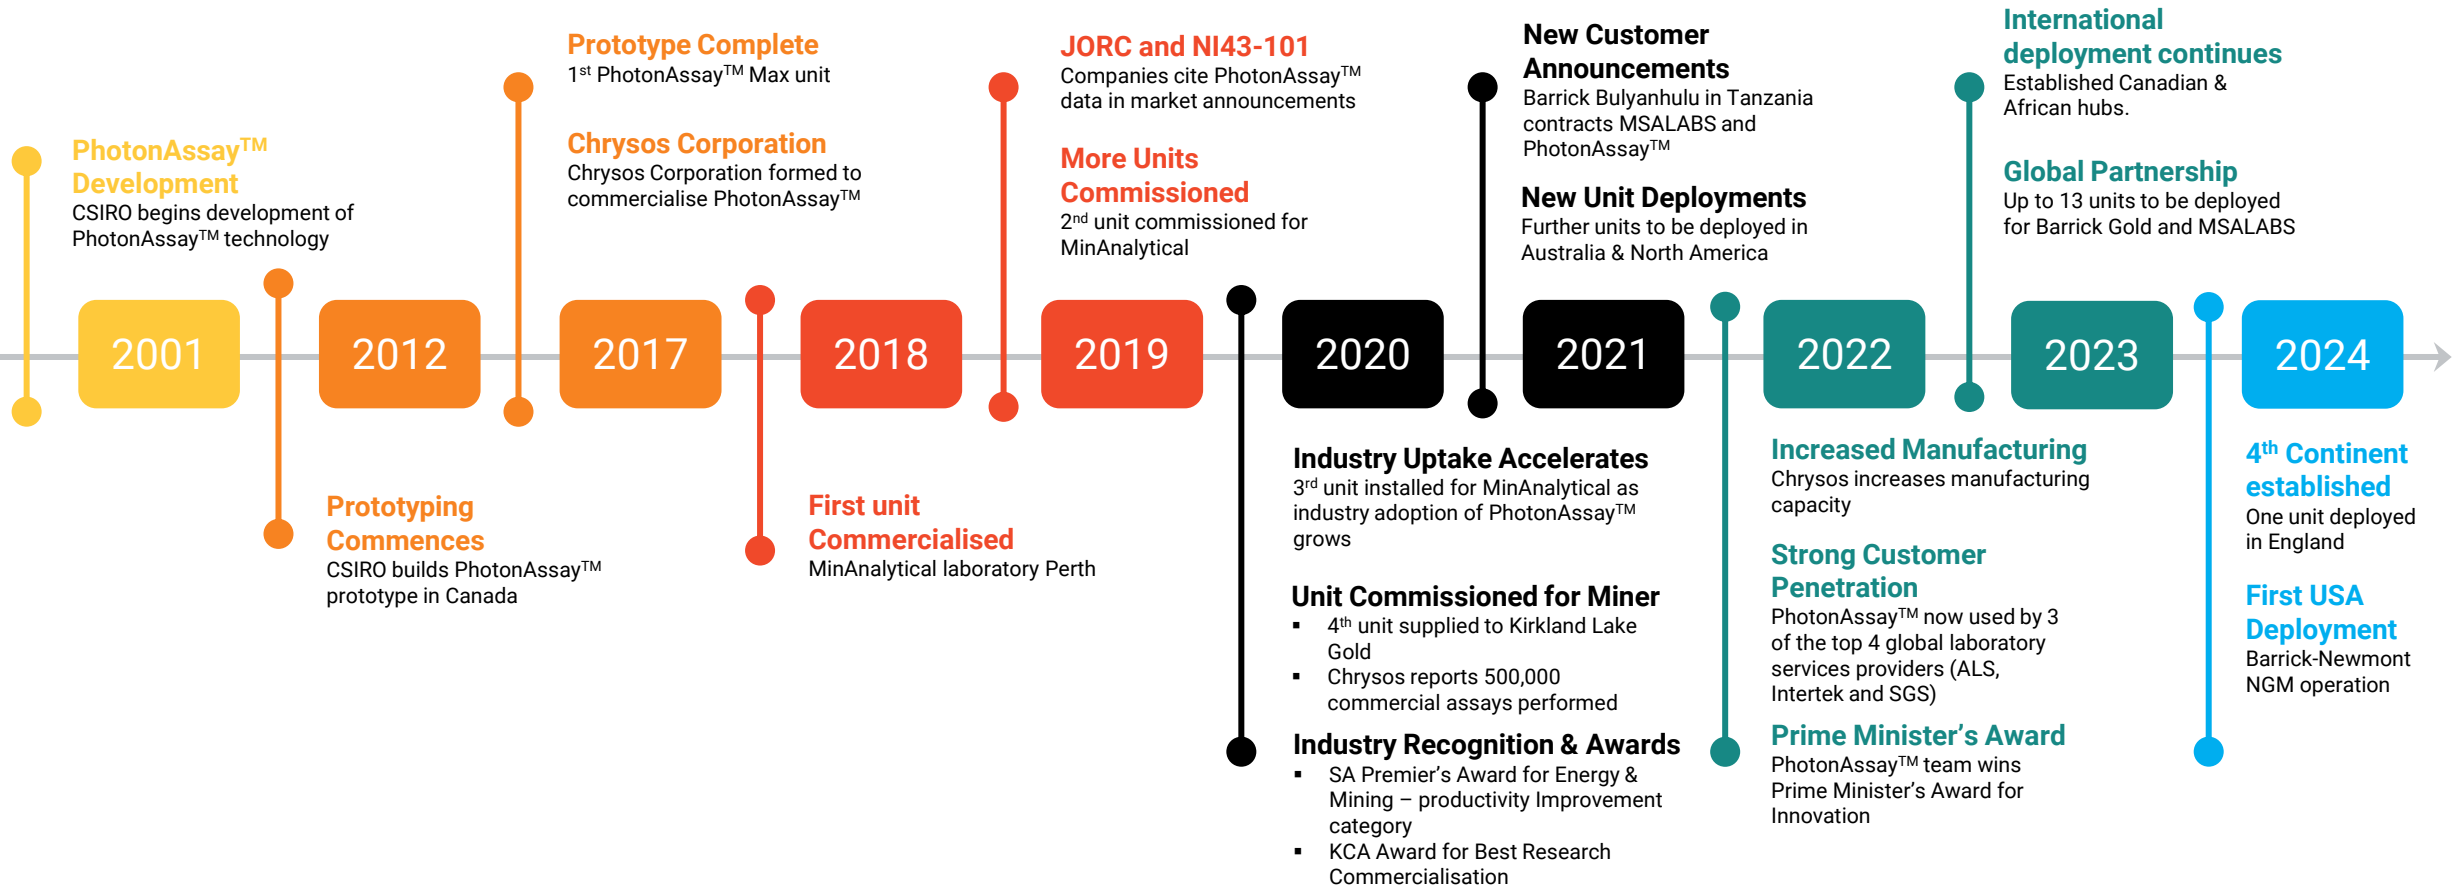 PhotonAssay™
Development
CSIRO begins development of
PhotonAssay™ technology
2001
2012
Prototyping
Commences
CSIRO builds PhotonAssay™
prototype in Canada
Prototype Complete
1st PhotonAssay™ Max unit
Chrysos Corporation
Chrysos Corporation formed to
commercialise PhotonAssay™
2017
2018
First unit
Commercialised
MinAnalytical laboratory Perth
JORC and NI43-101
Companies cite PhotonAssay™
data in market announcements
More Units
Commissioned
2nd unit commissioned for
MinAnalytical
2019
2020
Industry Uptake Accelerates
3rd unit installed for MinAnalytical as
industry adoption of PhotonAssay™
grows
Unit Commissioned for Miner
▪ 4th unit supplied to Kirkland Lake
Gold
▪ Chrysos reports 500,000
commercial assays performed
Industry Recognition & Awards
▪ SA Premier’s Award for Energy &
Mining – productivity Improvement
category
▪ KCA Award for Best Research
Commercialisation
New Customer
Announcements
Barrick Bulyanhulu in Tanzania
contracts MSALABS and
PhotonAssay™
New Unit Deployments
Further units to be deployed in
Australia & North America
2021
2022
Increased Manufacturing
Chrysos increases manufacturing
capacity
Strong Customer
Penetration
PhotonAssay™ now used by 3
of the top 4 global laboratory
services providers (ALS,
Intertek and SGS)
Prime Minister’s Award
PhotonAssay™ team wins
Prime Minister’s Award for
Innovation
International
deployment continues
Established Canadian &
African hubs.
Global Partnership
Up to 13 units to be deployed
for Barrick Gold and MSALABS
2023
2024
4th Continent
established
One unit deployed
in England
First USA
Deployment
Barrick-Newmont
NGM operation